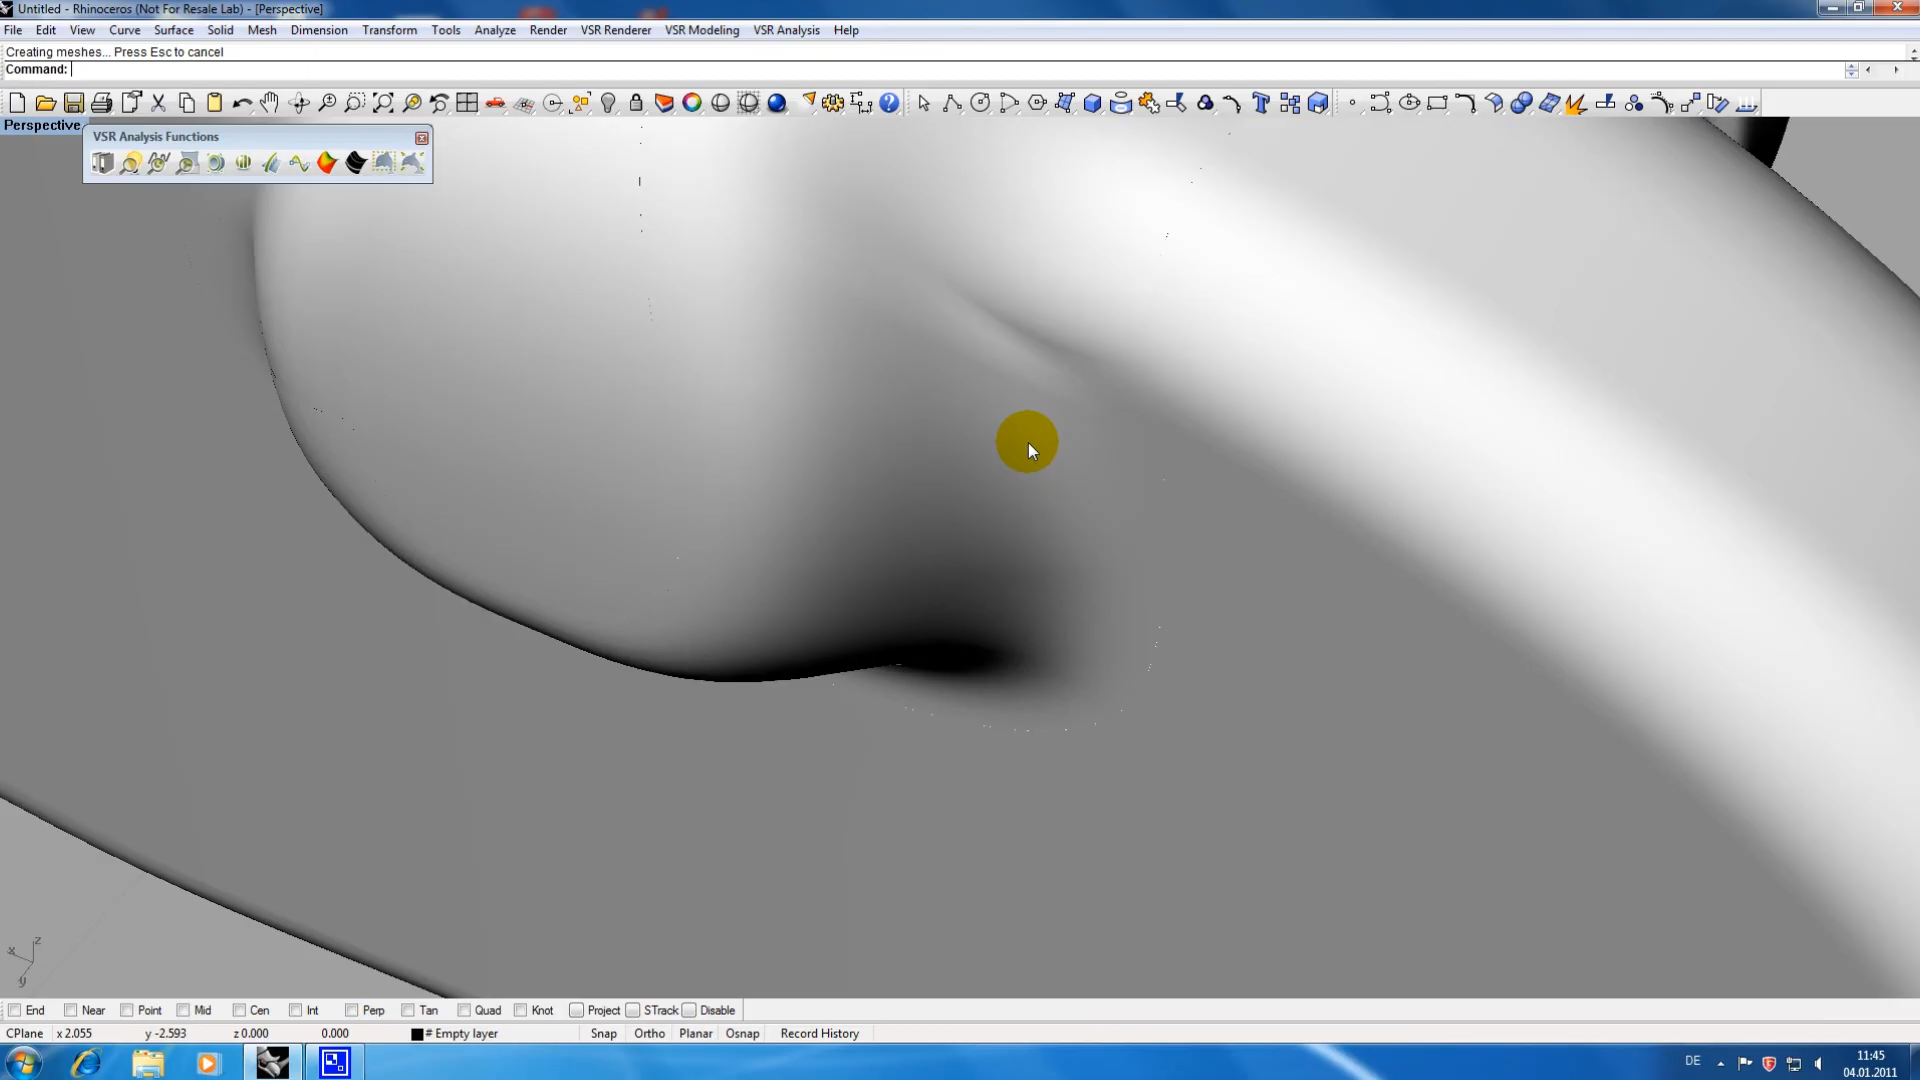 Untitled - Rhinoceros (Not For Resale Lab) - [Perspective]
File Edit View Curve Surface Solid Mesh Dimension Transform Tools Analyze Render VSR Renderer VSR Modeling VSR Analysis Help
Creating meshes... Press Esc to cancel
Command:
Perspective
VSR Analysis Functions
z
x
y
End Near Point Mid Cen Int Perp Tan Quad Knot Project STrack Disable
CPlane x 2.055 y -2.593 z 0.000 0.000 # Empty layer Snap Ortho Planar Osnap Record History
DE
11:45
04.01.2011